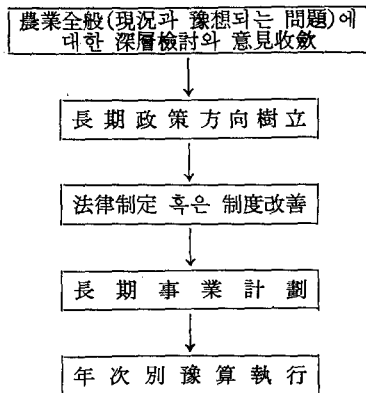 農業全般(現況과 豫想되는 問題)에
대한 深層檢討와 意見收斂
長期政策方向樹立
法律制定 혹은 制度改善
長期事業計劃
年次別豫算執行